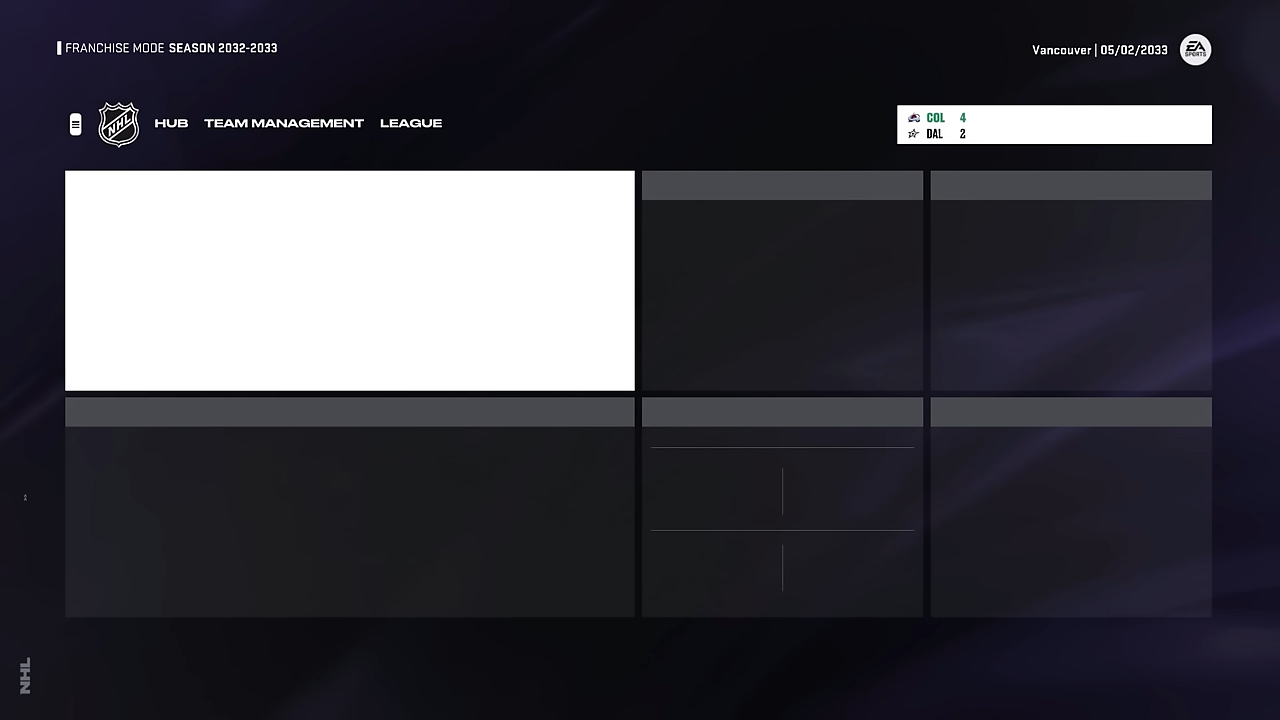 FRANCHISE MODE SEASON 2032-2033
Vancouver | 05/02/2033
EA SPORTS
NHL
HUB TEAM MANAGEMENT LEAGUE
COL 4
DAL 2
NHL